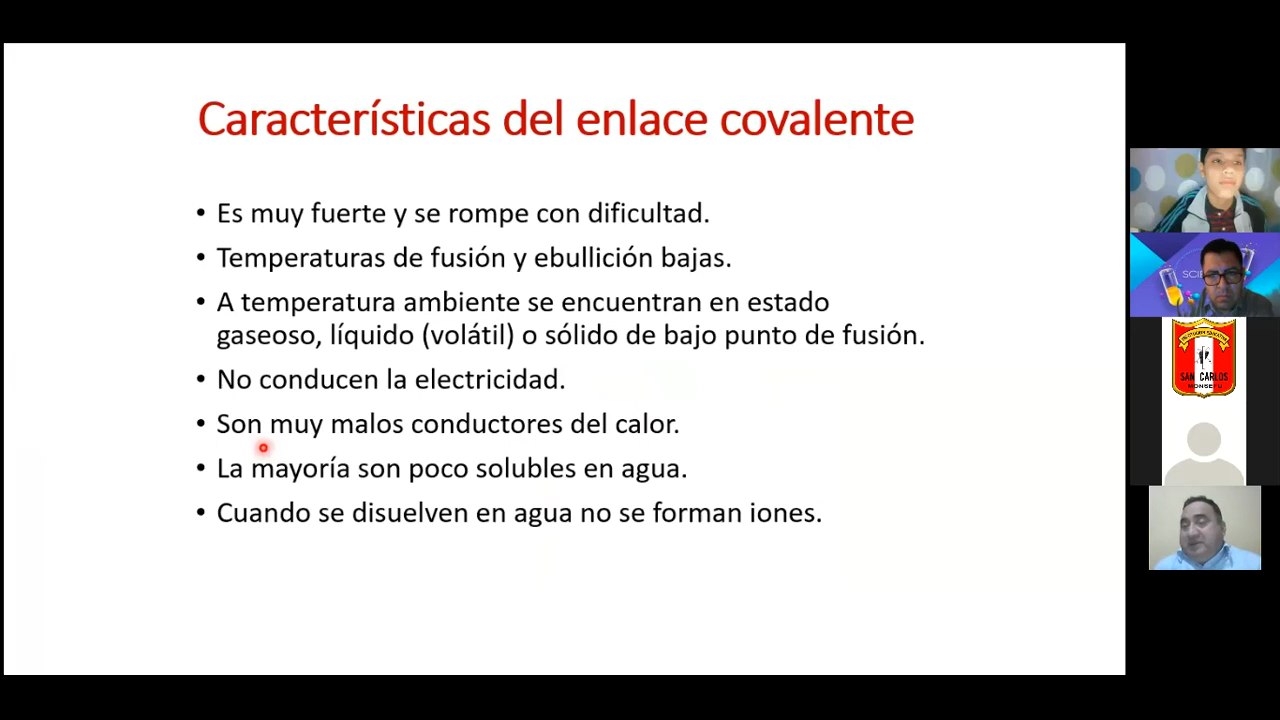 Características del enlace covalente
• Es muy fuerte y se rompe con dificultad.
• Temperaturas de fusión y ebullición bajas.
• A temperatura ambiente se encuentran en estado
gaseoso, líquido (volátil) o sólido de bajo punto de fusión.
• No conducen la electricidad.
• Son muy malos conductores del calor.
• La mayoría son poco solubles en agua.
• Cuando se disuelven en agua no se forman iones.
SAN CARLOS
MONSEFU